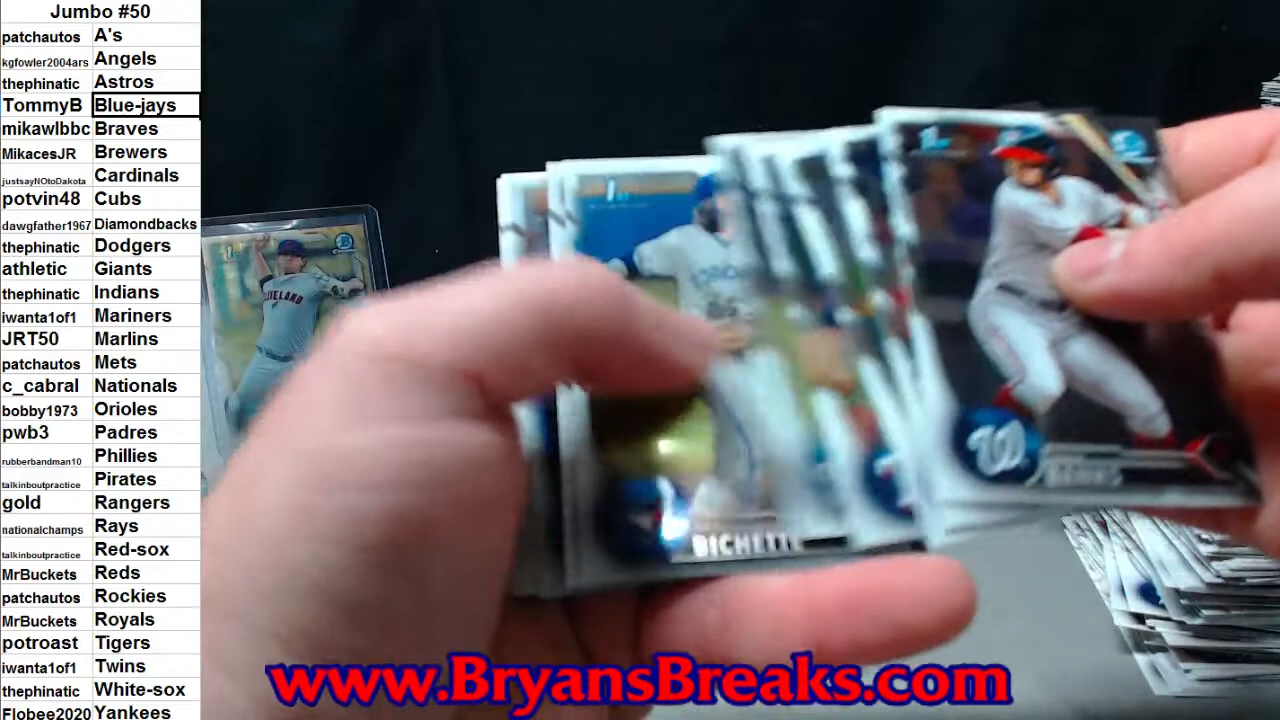 Jumbo #50
patchautos A's
kgfowler2004ars Angels
thephinatic Astros
TommyB Blue-jays
mikawlbbc Braves
MikacesJR Brewers
justsayNOtoDakota Cardinals
potvin48 Cubs
dawgfather1967 Diamondbacks
thephinatic Dodgers
athletic Giants
thephinatic Indians
iwanta1of1 Mariners
JRT50 Marlins
patchautos Mets
c_cabral Nationals
bobby1973 Orioles
pwb3 Padres
rubberbandman10 Phillies
talkinboutpractice Pirates
gold Rangers
nationalchamps Rays
talkinboutpractice Red-sox
MrBuckets Reds
patchautos Rockies
MrBuckets Royals
potroast Tigers
iwanta1of1 Twins
thephinatic White-sox
Flobee2020 Yankees
1st
CLEVELAND
1st
BICHETTE
1st
W
www.BryansBreaks.com